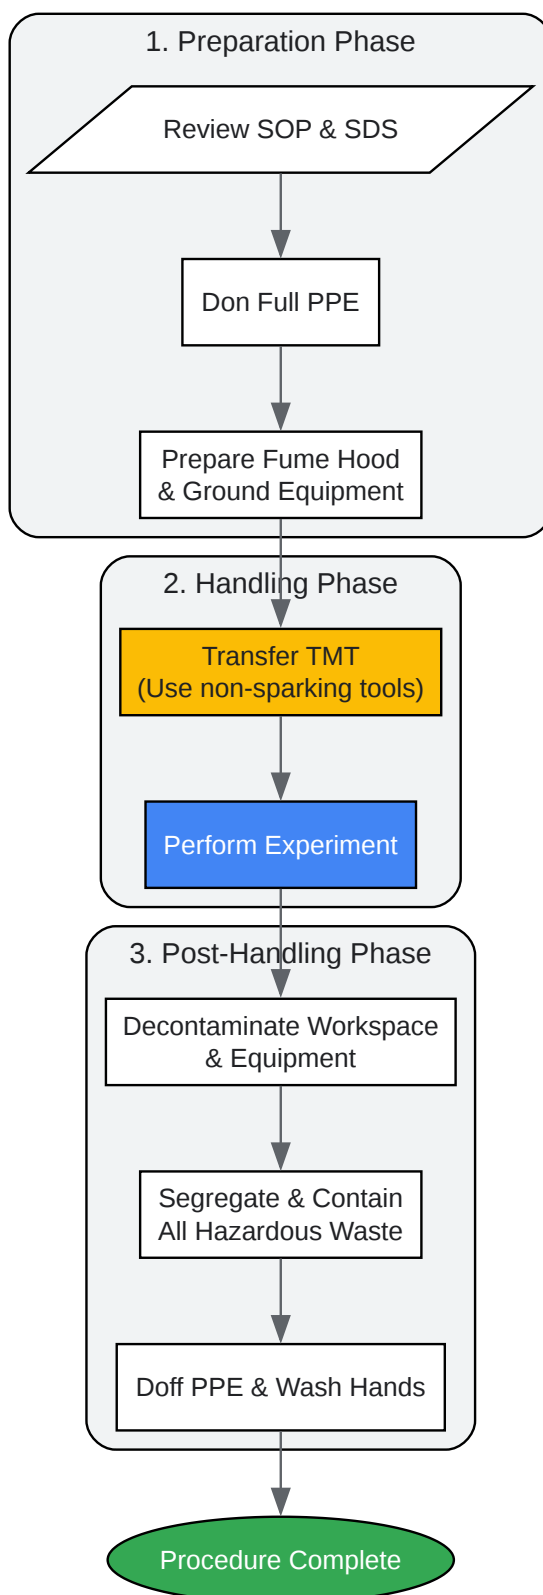 1. Preparation Phase
Review SOP & SDS
Don Full PPE
Prepare Fume Hood
& Ground Equipment
2. Handling Phase
Transfer TMT
(Use non-sparking tools)
Perform Experiment
3. Post-Handling Phase
Decontaminate Workspace
& Equipment
Segregate & Contain
All Hazardous Waste
Doff PPE & Wash Hands
Procedure Complete